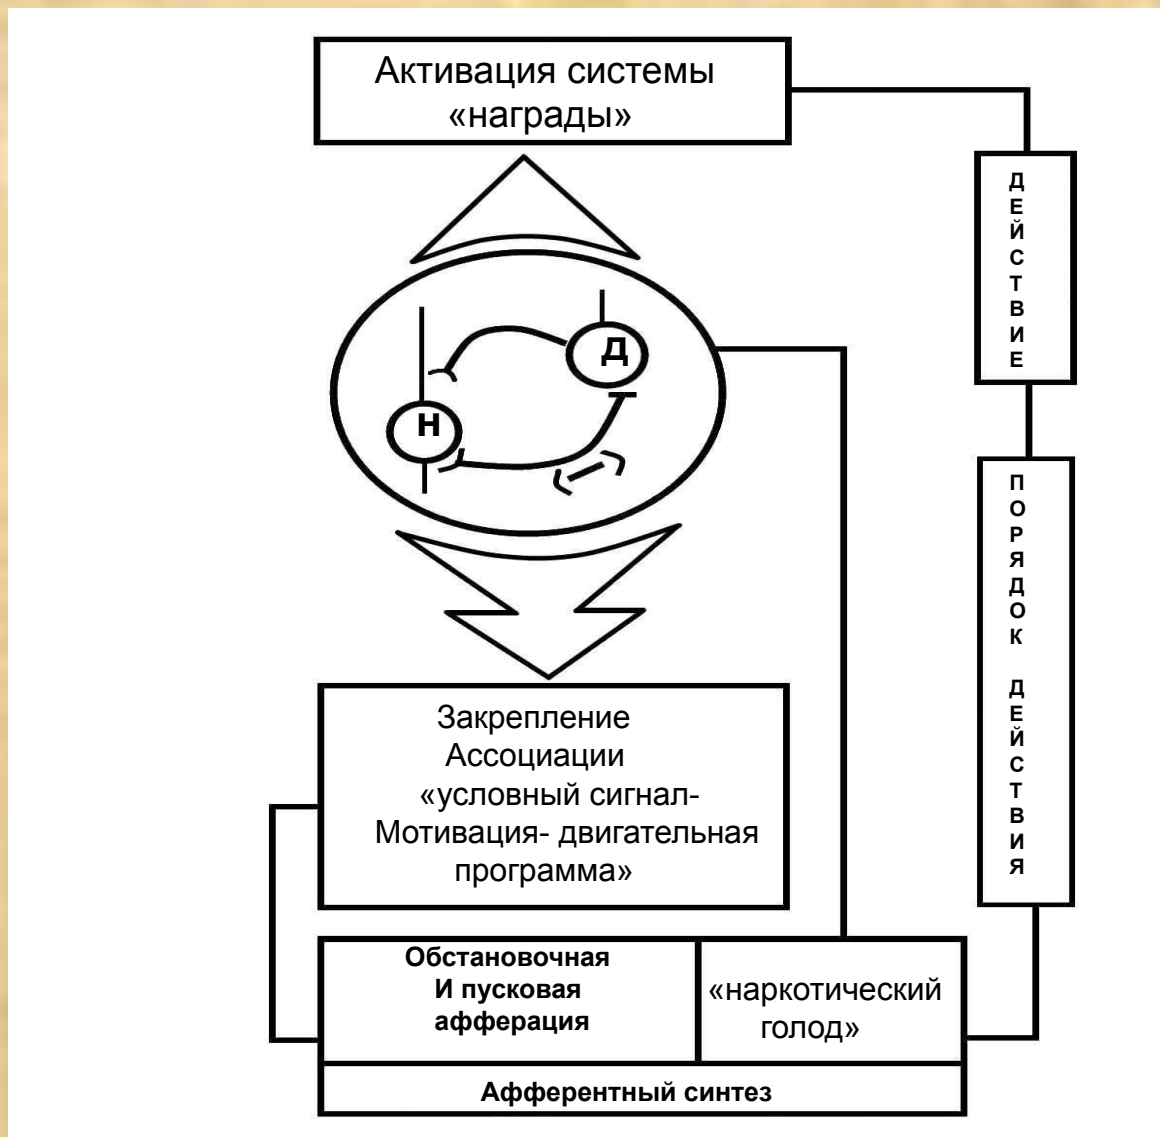 Активация системы
«награды»
ДЕЙСТВИЕ
Д
Н
ПОРЯДОК ДЕЙСТВИЯ
Закрепление
Ассоциации
«условный сигнал-
Мотивация- двигательная
программа»
Обстановочная
И пусковая
афферация
«наркотический
голод»
Афферентный синтез